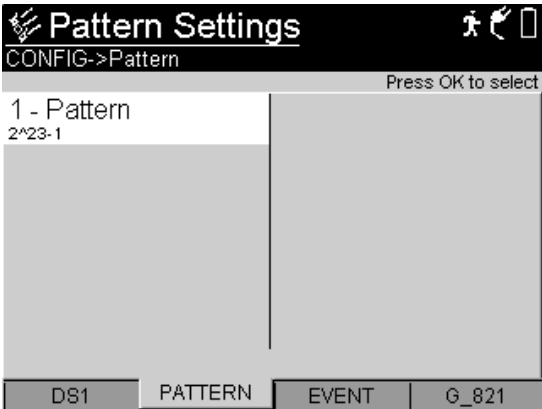 Pattern Settings
CONFIG->Pattern
Press OK to select
1 - Pattern
2^23-1
DS1 PATTERN EVENT G_821